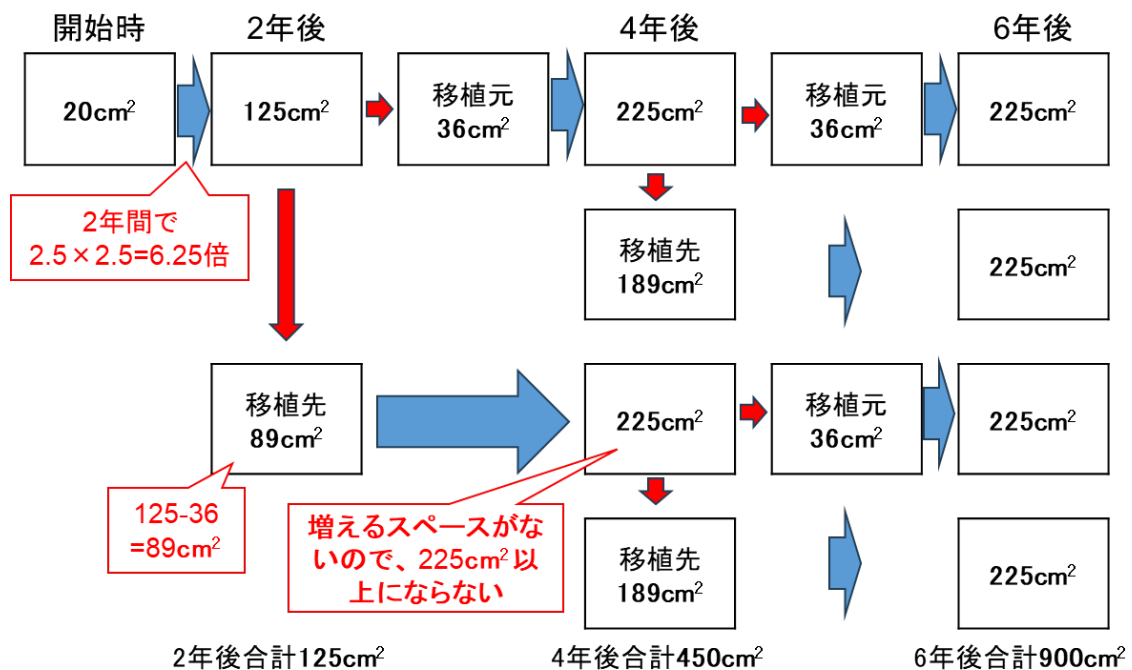 開始時
2年後
4年後
6年後
20cm²
125cm²
移植元
36cm²
225cm²
移植元
36cm²
225cm²
2年間で
2.5×2.5=6.25倍
移植先
189cm²
225cm²
移植先
89cm²
225cm²
移植元
36cm²
225cm²
125-36
=89cm²
増えるスペースがな
いので、225cm²以
上にならない
移植先
189cm²
225cm²
2年後合計125cm²
4年後合計450cm²
6年後合計900cm²